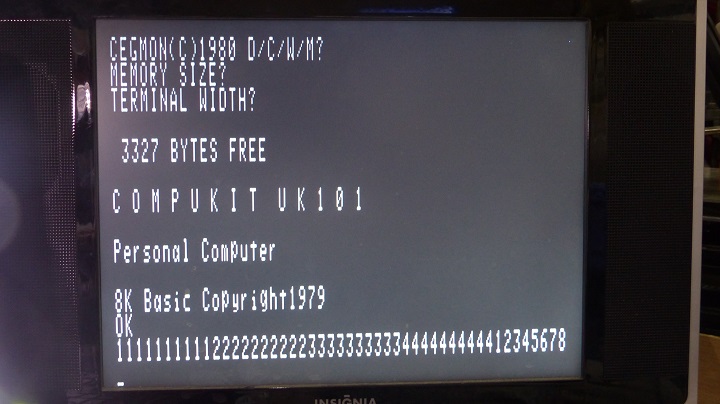 CEGMON(C)1980 D/C/W/M?
MEMORY SIZE?
TERMINAL WIDTH?
3327 BYTES FREE
C O M P U K I T  U K 1 0 1
Personal Computer
8K Basic Copyright1979
OK
111111111122222222223333333333444444444412345678
INSIGNIA